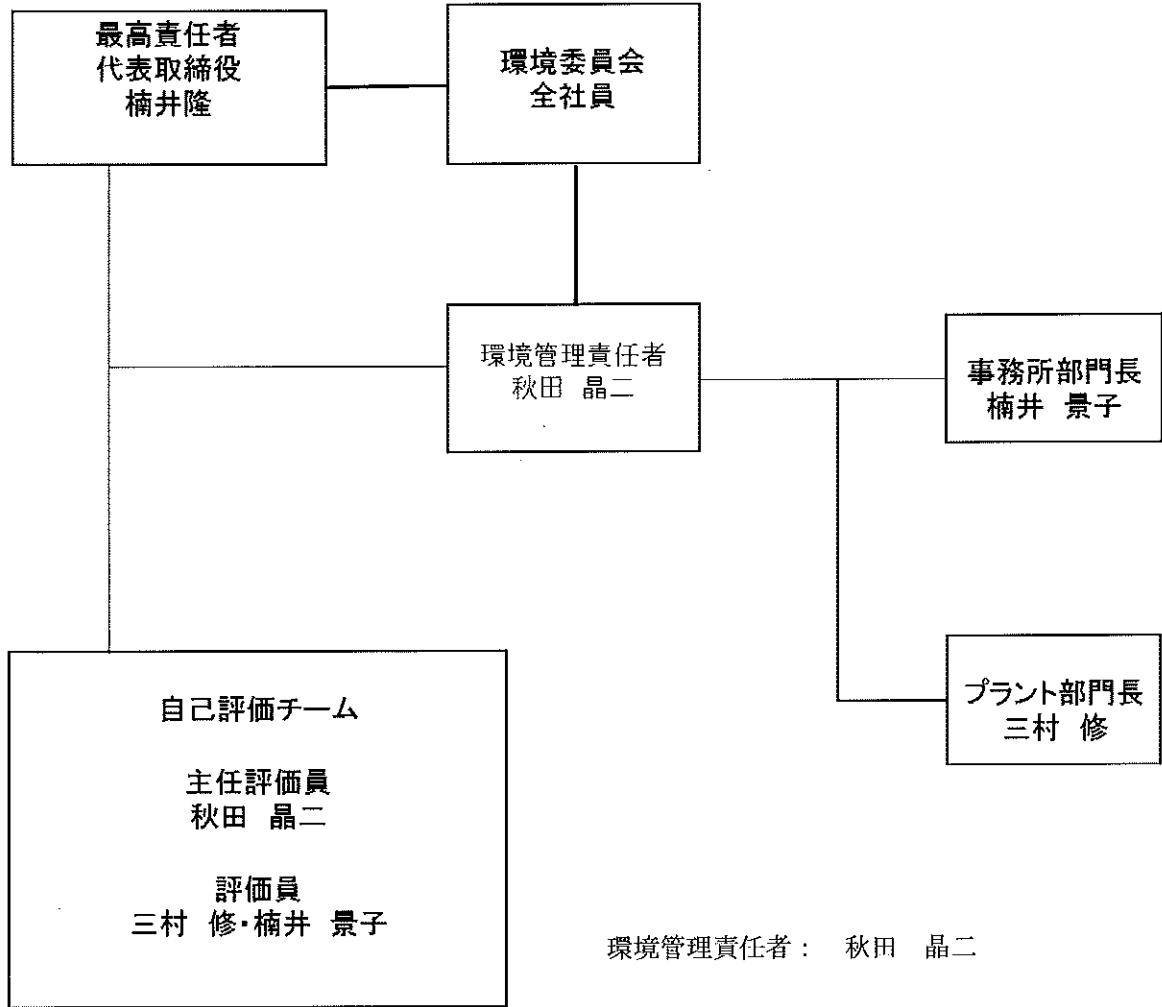 最高責任者
代表取締役
楠井隆
環境委員会
全社員
環境管理責任者
秋田　晶二
事務所部門長
楠井　景子
プラント部門長
三村　修
自己評価チーム
主任評価員
秋田　晶二
評価員
三村　修・楠井　景子
環境管理責任者：　秋田　晶二